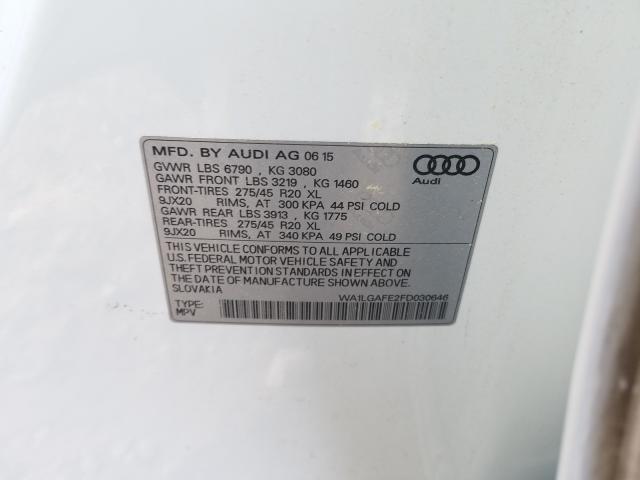 MFD. BY AUDI AG 06 15
GVWR LBS 6790 , KG 3080
GAWR FRONT LBS 3219 , KG 1460
FRONT-TIRES 275/45 R20 XL
9JX20 RIMS, AT 300 KPA 44 PSI COLD
GAWR REAR LBS 3913 , KG 1775
REAR-TIRES 275/45 R20 XL
9JX20 RIMS, AT 340 KPA 49 PSI COLD
Audi
THIS VEHICLE CONFORMS TO ALL APPLICABLE
U.S. FEDERAL MOTOR VEHICLE SAFETY AND
THEFT PREVENTION STANDARDS IN EFFECT ON
THE DATE OF MANUFACTURE SHOWN ABOVE.
SLOVAKIA
WA1LGAFE2FD030646
TYPE:
MPV